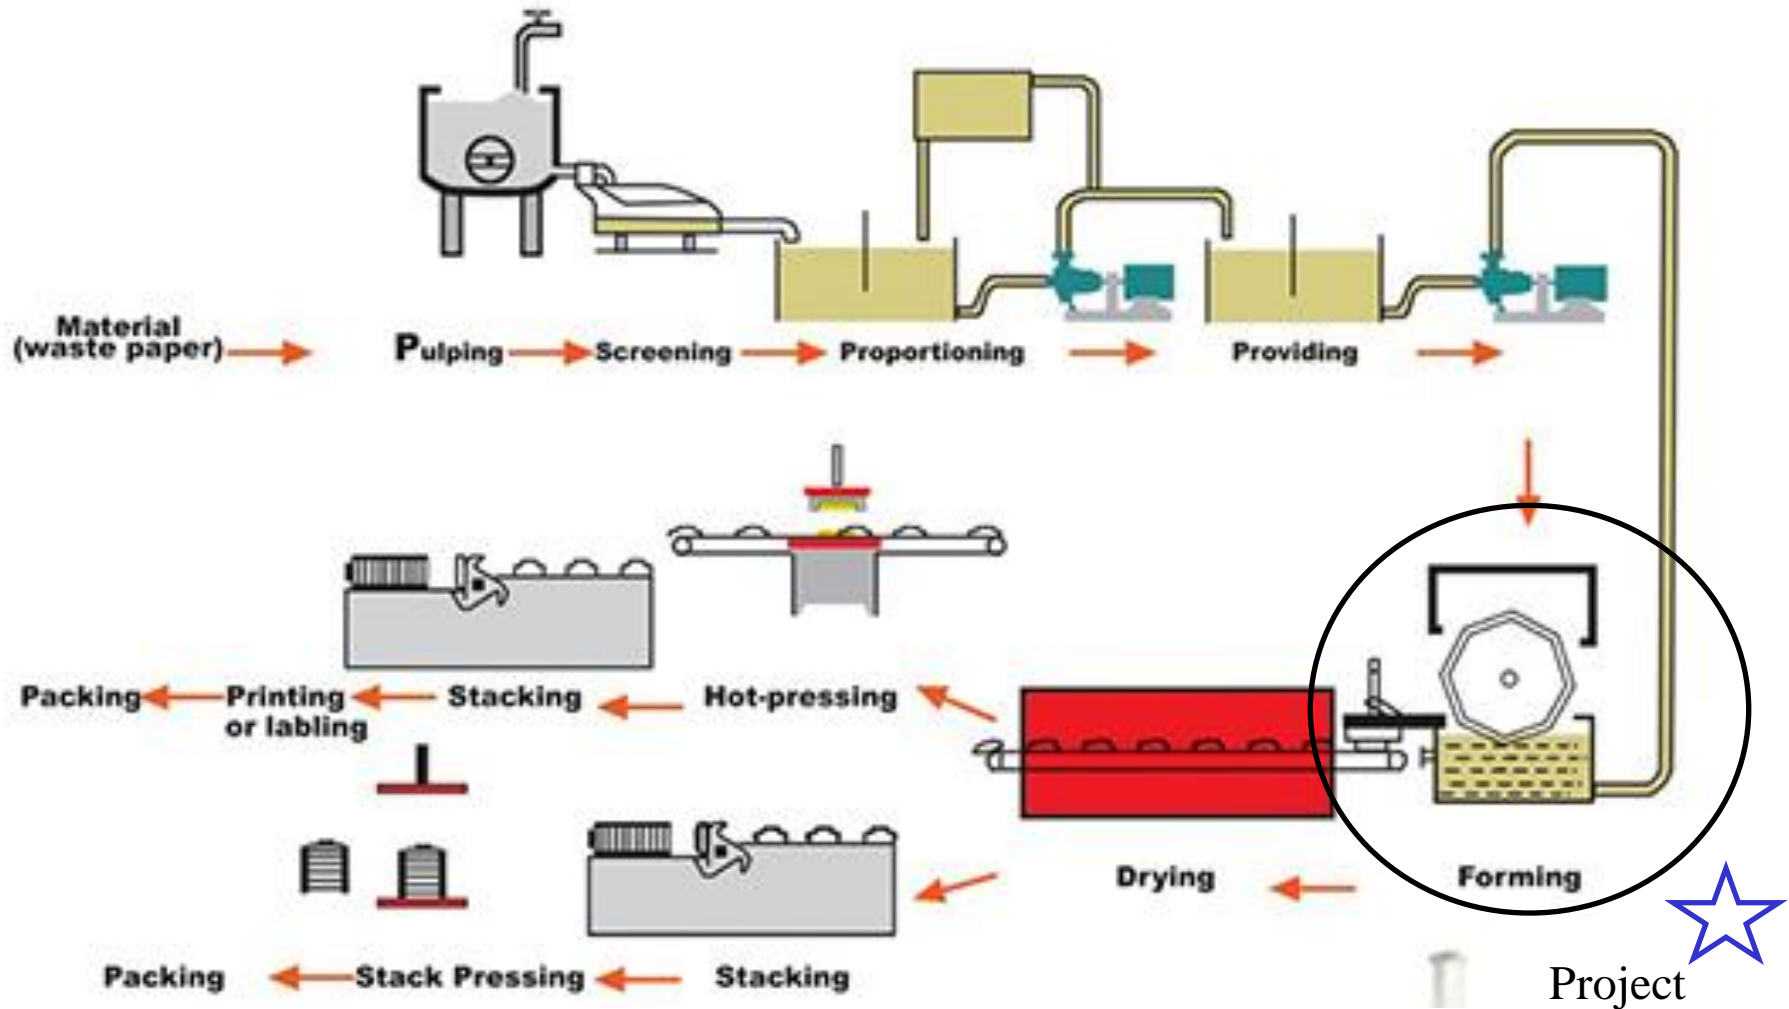 Material
(waste paper)
Pulping
Screening
Proportioning
Providing
Packing
Printing
or labling
Stacking
Hot-pressing
Drying
Forming
Packing
Stack Pressing
Stacking
Project